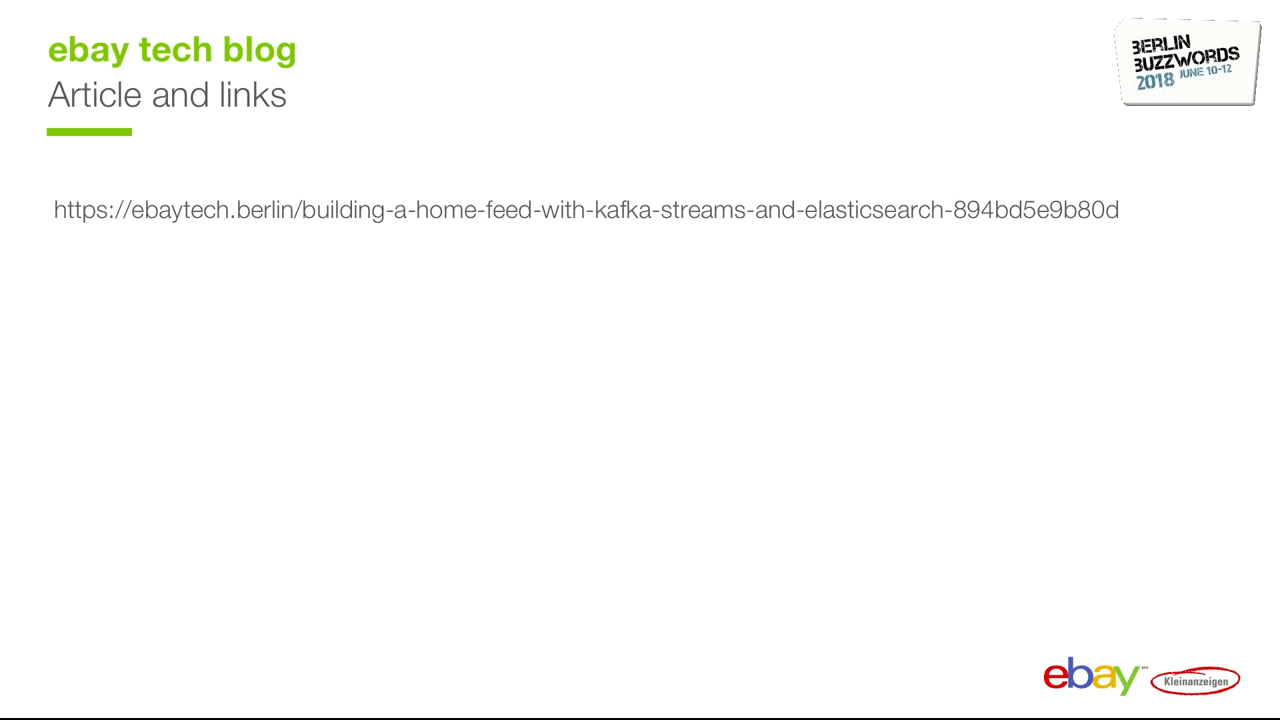 ebay tech blog
Article and links
BERLIN
BUZZWORDS
2018 JUNE 10-12
https://ebaytech.berlin/building-a-home-feed-with-kafka-streams-and-elasticsearch-894bd5e9b80d
ebay Kleinanzeigen